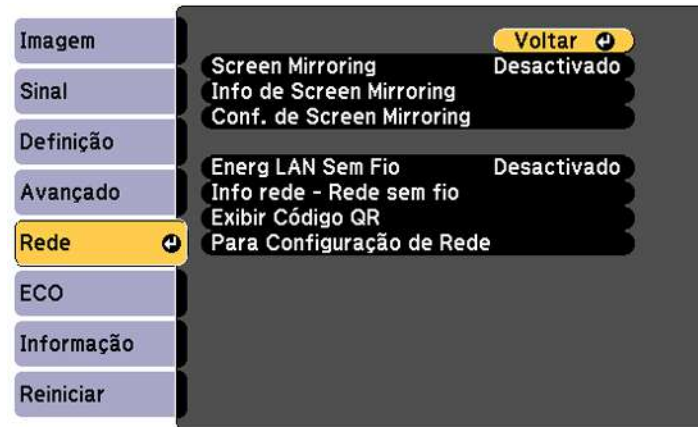 Imagem
Sinal
Definição
Avançado
Rede
ECO
Informação
Reiniciar
Voltar
Screen Mirroring Desactivado
Info de Screen Mirroring
Conf. de Screen Mirroring
Energ LAN Sem Fio Desactivado
Info rede - Rede sem fio
Exibir Código QR
Para Configuração de Rede